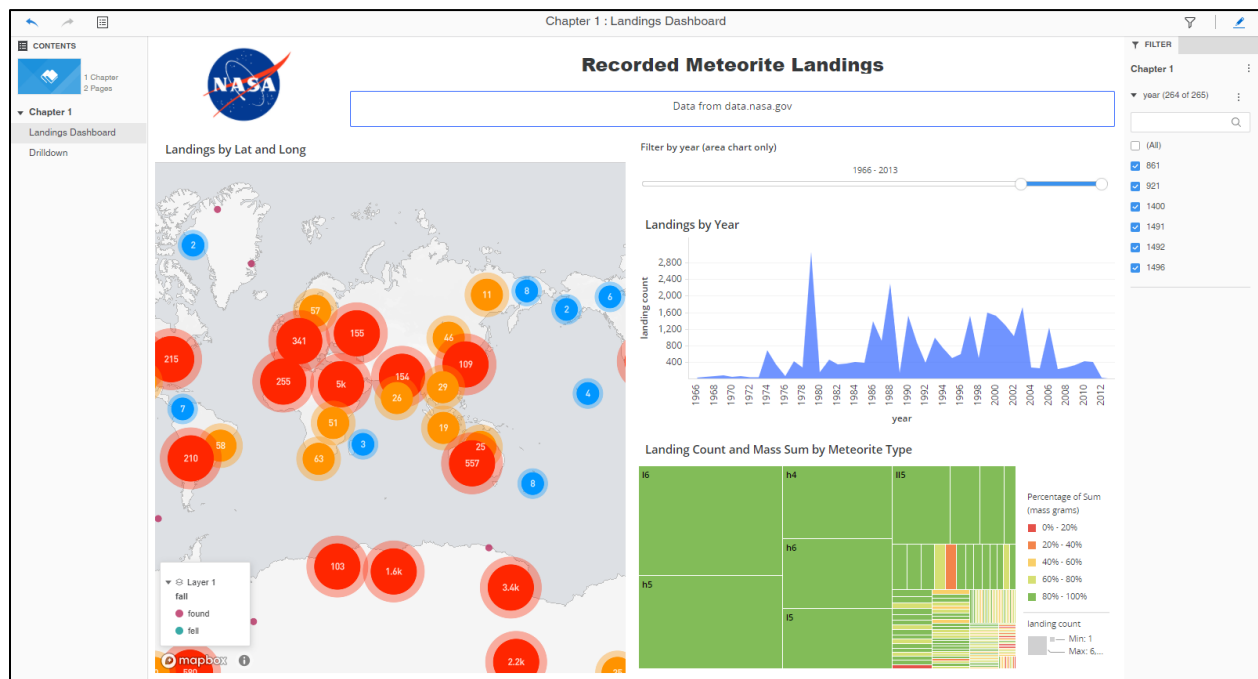 Chapter 1 : Landings Dashboard
CONTENTS
1 Chapter
2 Pages
Chapter 1
Landings Dashboard
Drilldown
NASA
Recorded Meteorite Landings
Data from data.nasa.gov
Landings by Lat and Long
2
57
11
8
2
6
341
155
46
215
255
5k
154
109
26
29
4
7
51
19
58
3
210
63
25
557
8
103
1.6k
3.4k
2.2k
580
Layer 1
fall
found
fell
mapbox
Filter by year (area chart only)
1966 - 2013
Landings by Year
landing count
2,800
2,400
2,000
1,600
1,200
800
400
1966
1968
1970
1972
1974
1976
1978
1980
1982
1984
1986
1988
1990
1992
1994
1996
1998
2000
2002
2004
2006
2008
2010
2012
year
Landing Count and Mass Sum by Meteorite Type
l6
h4
ll5
h6
h5
l5
Percentage of Sum
(mass grams)
0% - 20%
20% - 40%
40% - 60%
60% - 80%
80% - 100%
landing count
Min: 1
Max: 6,...
FILTER
Chapter 1
year (264 of 265)
(All)
861
921
1400
1491
1492
1496